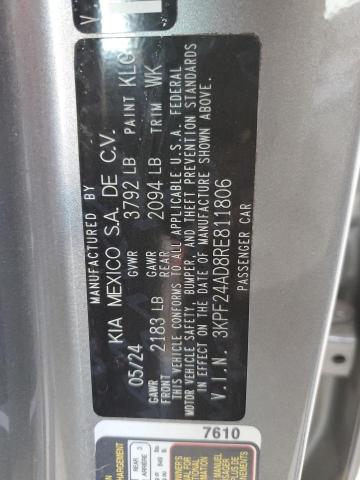 MANUFACTURED BY
KIA MEXICO S.A. DE C.V.
05/24 GVWR 3792 LB PAINT
GAWR FRONT 2183 LB GAWR REAR 2094 LB TRIM WK
THIS VEHICLE CONFORMS TO ALL APPLICABLE U.S.A. FEDERAL
MOTOR VEHICLE SAFETY, BUMPER, AND THEFT PREVENTION STANDARDS
IN EFFECT ON THE DATE OF MANUFACTURE SHOWN ABOVE.
V.I.N. 3KPF24AD8RE811806
PASSENGER CAR
7610